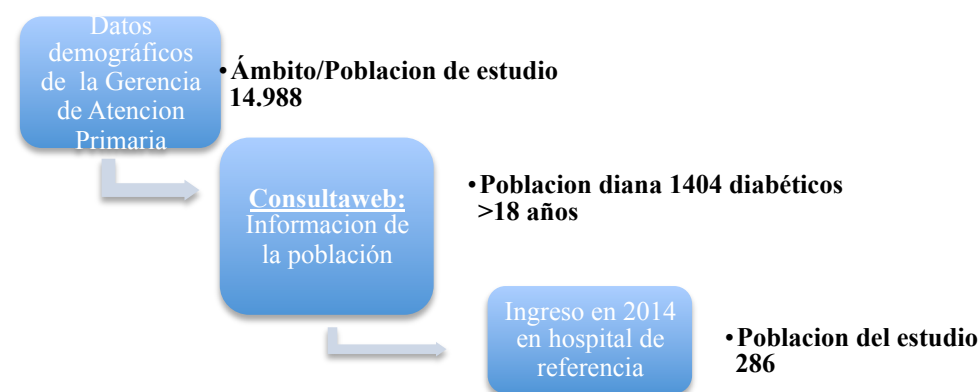 Datos
demográficos
de la Gerencia
de Atencion
Primaria
•Ámbito/Poblacion de estudio
14.988
Consultaweb:
Informacion de
la población
•Poblacion diana 1404 diabéticos
>18 años
Ingreso en 2014
en hospital de
referencia
•Poblacion del estudio
286